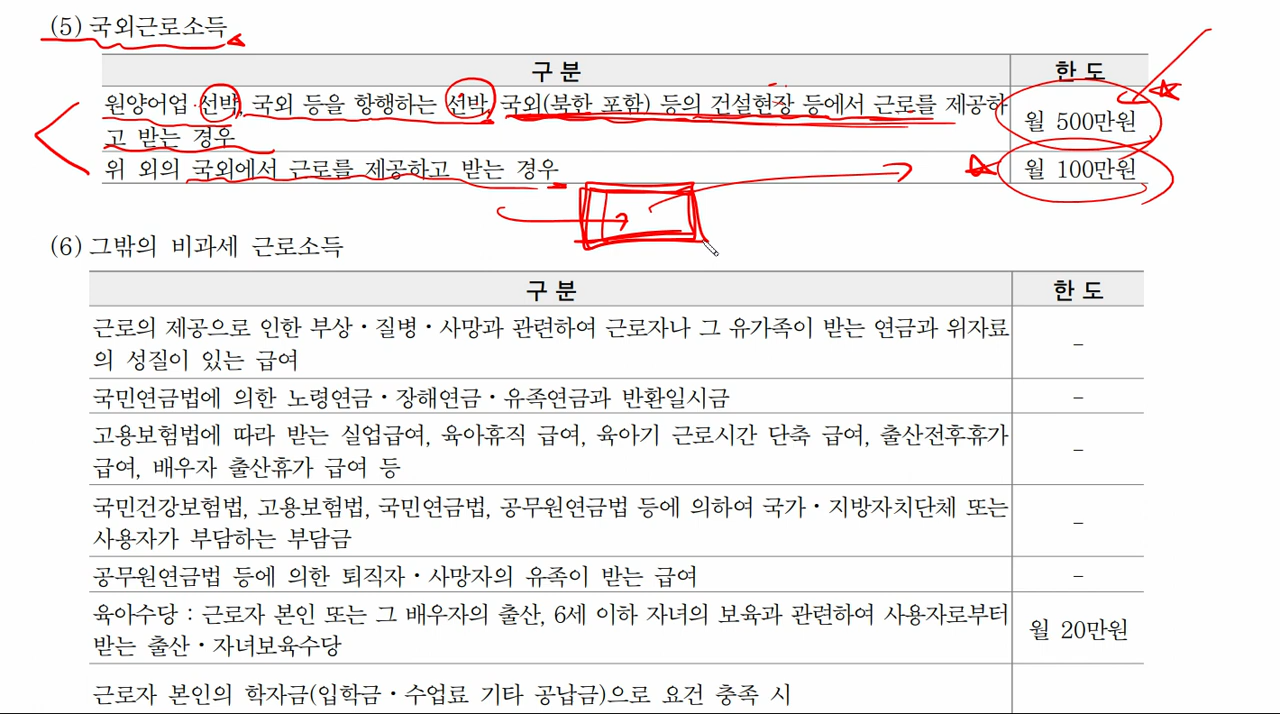 (5) 국외근로소득
구 분 한 도
원양어업 선박, 국외 등을 항행하는 선박, 국외(북한 포함) 등의 건설현장 등에서 근로를 제공하
고 받는 경우 월 500만원
위 외의 국외에서 근로를 제공하고 받는 경우 월 100만원
(6) 그밖의 비과세 근로소득
구 분 한 도
근로의 제공으로 인한 부상·질병·사망과 관련하여 근로자나 그 유가족이 받는 연금과 위자료
의 성질이 있는 급여 -
국민연금법에 의한 노령연금·장해연금·유족연금과 반환일시금 -
고용보험법에 따라 받는 실업급여, 육아휴직 급여, 육아기 근로시간 단축 급여, 출산전후휴가
급여, 배우자 출산휴가 급여 등 -
국민건강보험법, 고용보험법, 국민연금법, 공무원연금법 등에 의하여 국가·지방자치단체 또는
사용자가 부담하는 부담금 -
공무원연금법 등에 의한 퇴직자·사망자의 유족이 받는 급여 -
육아수당 : 근로자 본인 또는 그 배우자의 출산, 6세 이하 자녀의 보육과 관련하여 사용자로부터
받는 출산·자녀보육수당 월 20만원
근로자 본인의 학자금(입학금·수업료 기타 공납금)으로 요건 충족 시